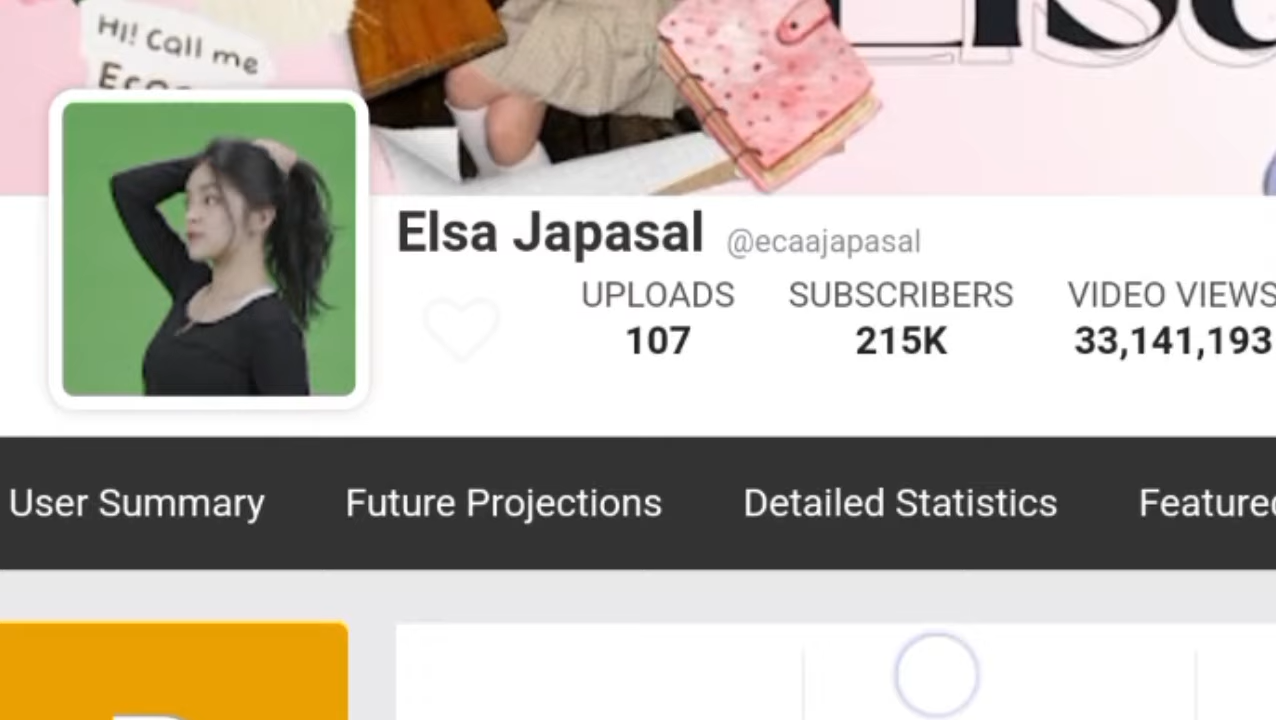 Hi! Call me
Elsa Japasal @ecaajapasal
UPLOADS SUBSCRIBERS VIDEO VIEWS
107 215K 33,141,193
User Summary Future Projections Detailed Statistics Featured